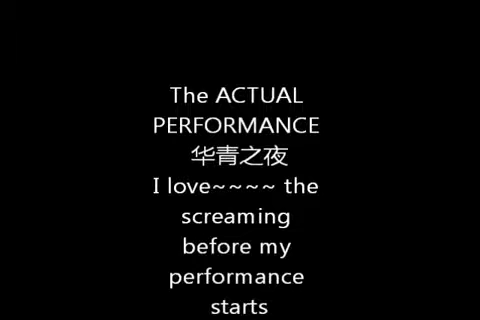 The ACTUAL
PERFORMANCE
华青之夜
I love~~~~ the
screaming
before my
performance
starts